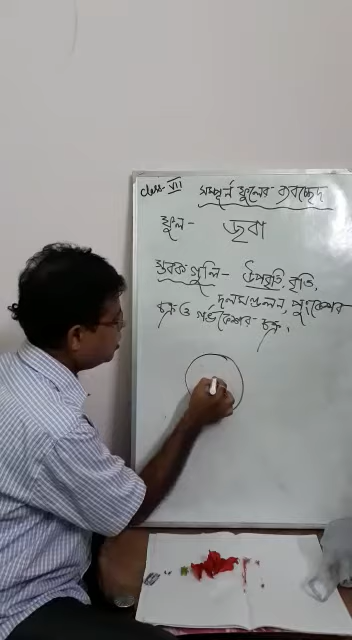 class VII
সম্পূর্ণ ফুলের ব্যবচ্ছেদ
ফুল- জবা
স্তবক গুলি- উপবৃতি, বৃতি,
দলমণ্ডল, পুংকেশর
চক্র ও গর্ভকেশর চক্র।